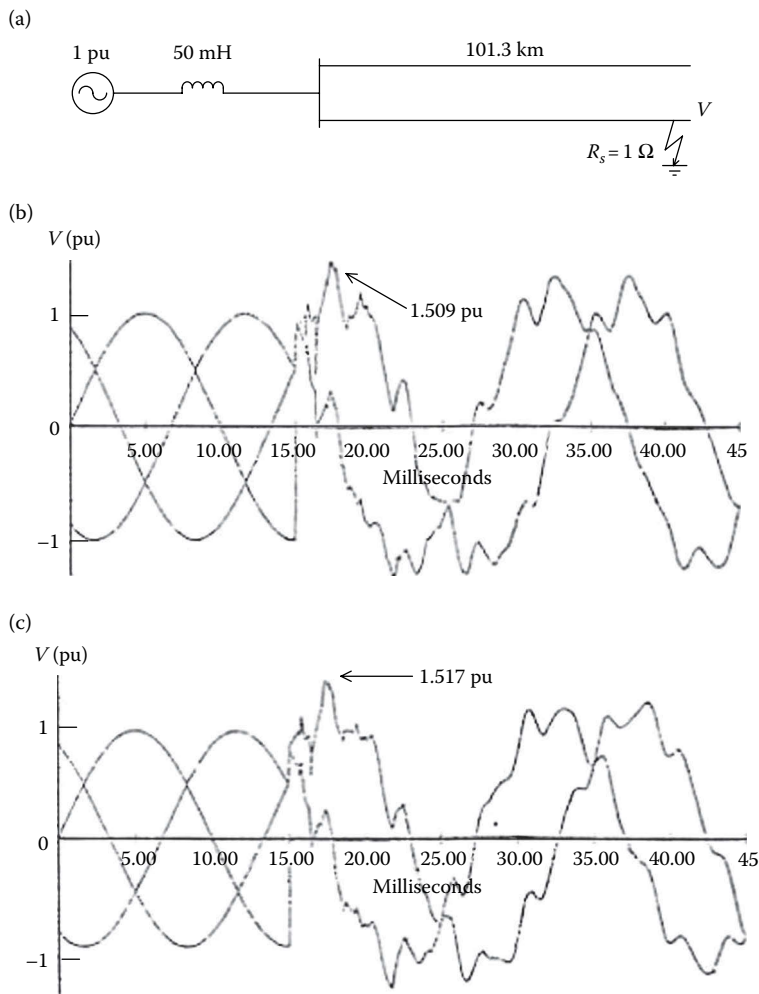 (a)
1 pu
50 mH
101.3 km
V
Rs = 1 Ω
(b)
V (pu)
1
1.509 pu
0
5.00 10.00 15.00 20.00 25.00 30.00 35.00 40.00 45
Milliseconds
–1
(c)
V (pu)
1.517 pu
1
0
5.00 10.00 15.00 20.00 25.00 30.00 35.00 40.00 45
Milliseconds
–1